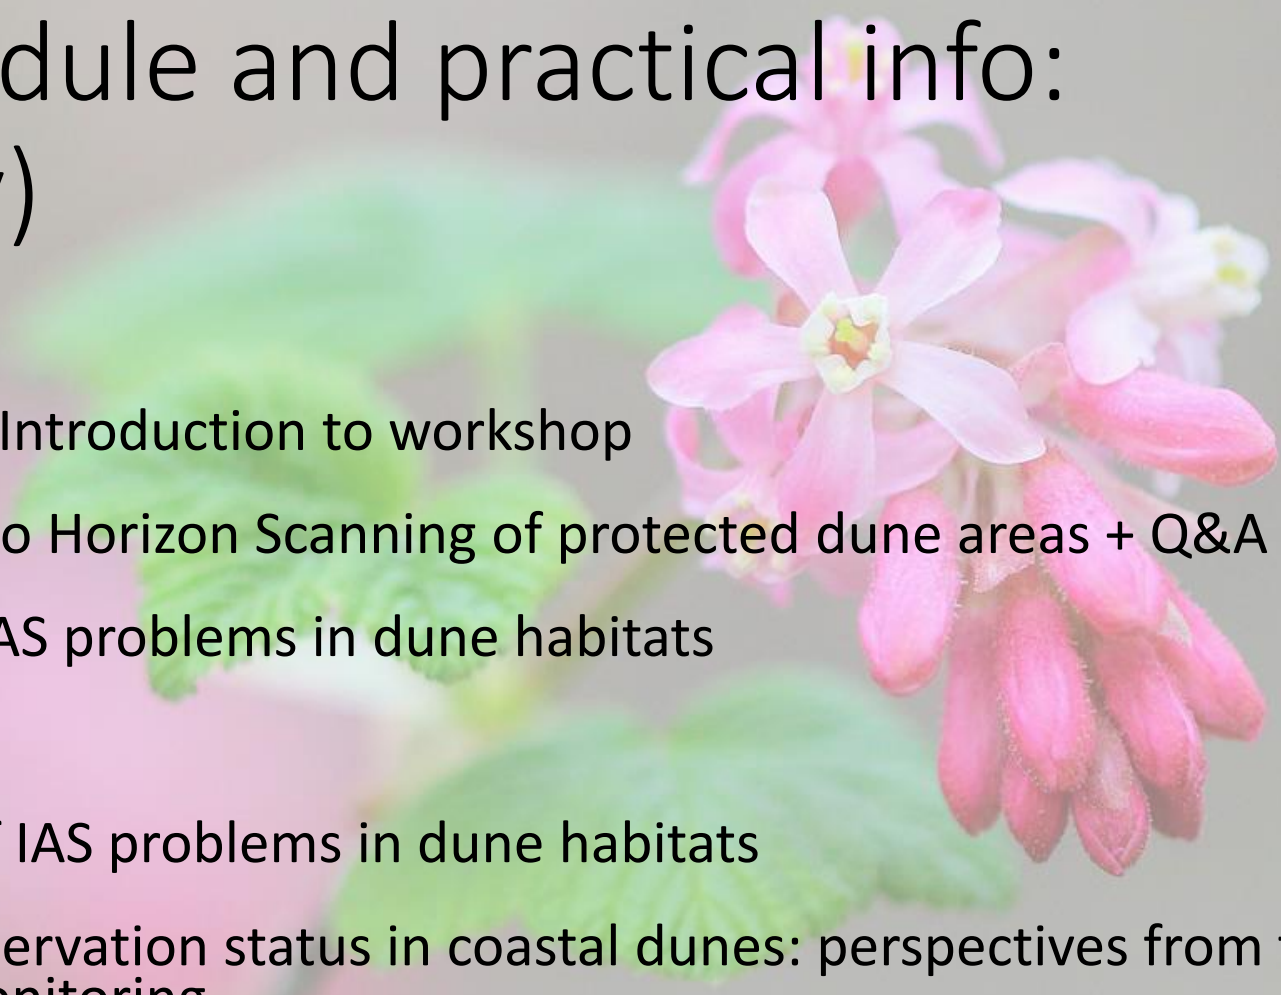 dule and practical info:
)
Introduction to workshop
o Horizon Scanning of protected dune areas + Q&A
AS problems in dune habitats
IAS problems in dune habitats
ervation status in coastal dunes: perspectives from
onitoring